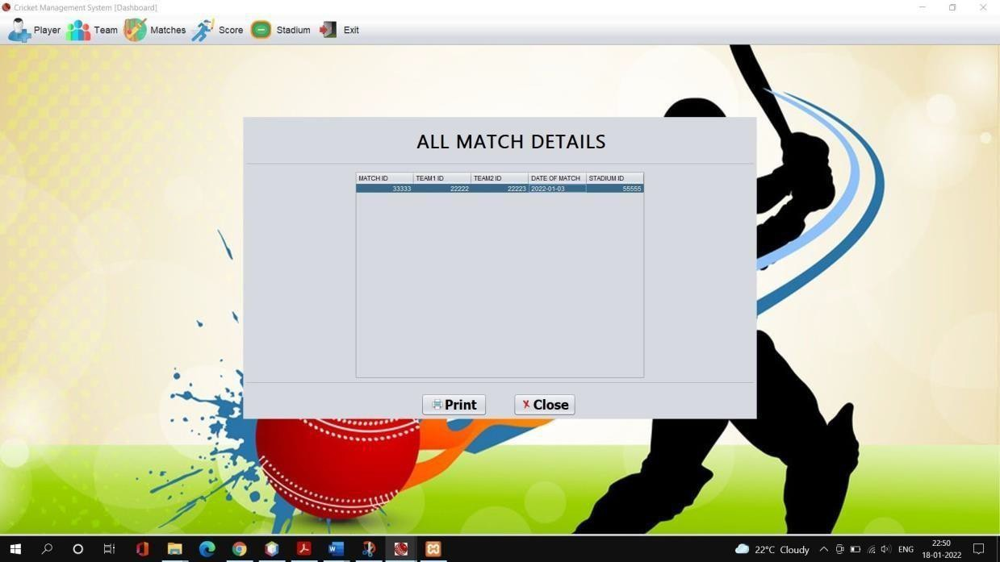 Cricket Management System [Dashboard]
Player Team Matches Score Stadium Exit
ALL MATCH DETAILS
MATCH ID TEAM1 ID TEAM2 ID DATE OF MATCH STADIUM ID
33333 22222 22223 2022-01-03 55555
Print Close
22°C Cloudy ENG 22:50
18-01-2022